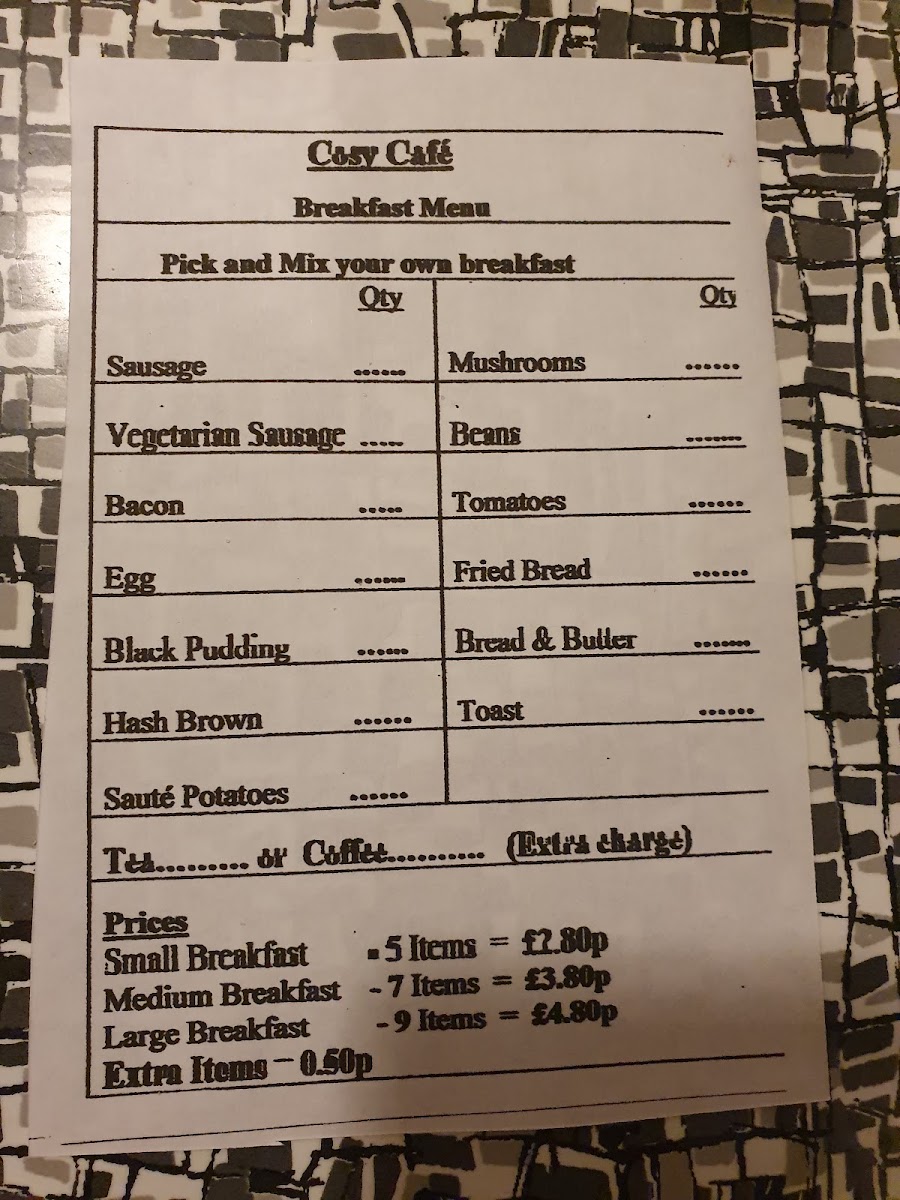 Cosy Café
Breakfast Menu
Pick and Mix your own breakfast
Qty Qty
Sausage ...... Mushrooms ......
Vegetarian Sausage ..... Beans .......
Bacon ..... Tomatoes ......
Egg ...... Fried Bread ......
Black Pudding ...... Bread & Butter .......
Hash Brown ...... Toast ......
Sauté Potatoes ......
Tea.......... or Coffee........... (Extra charge)
Prices
Small Breakfast - 5 Items = £2.80p
Medium Breakfast - 7 Items = £3.80p
Large Breakfast - 9 Items = £4.80p
Extra Items – 0.50p